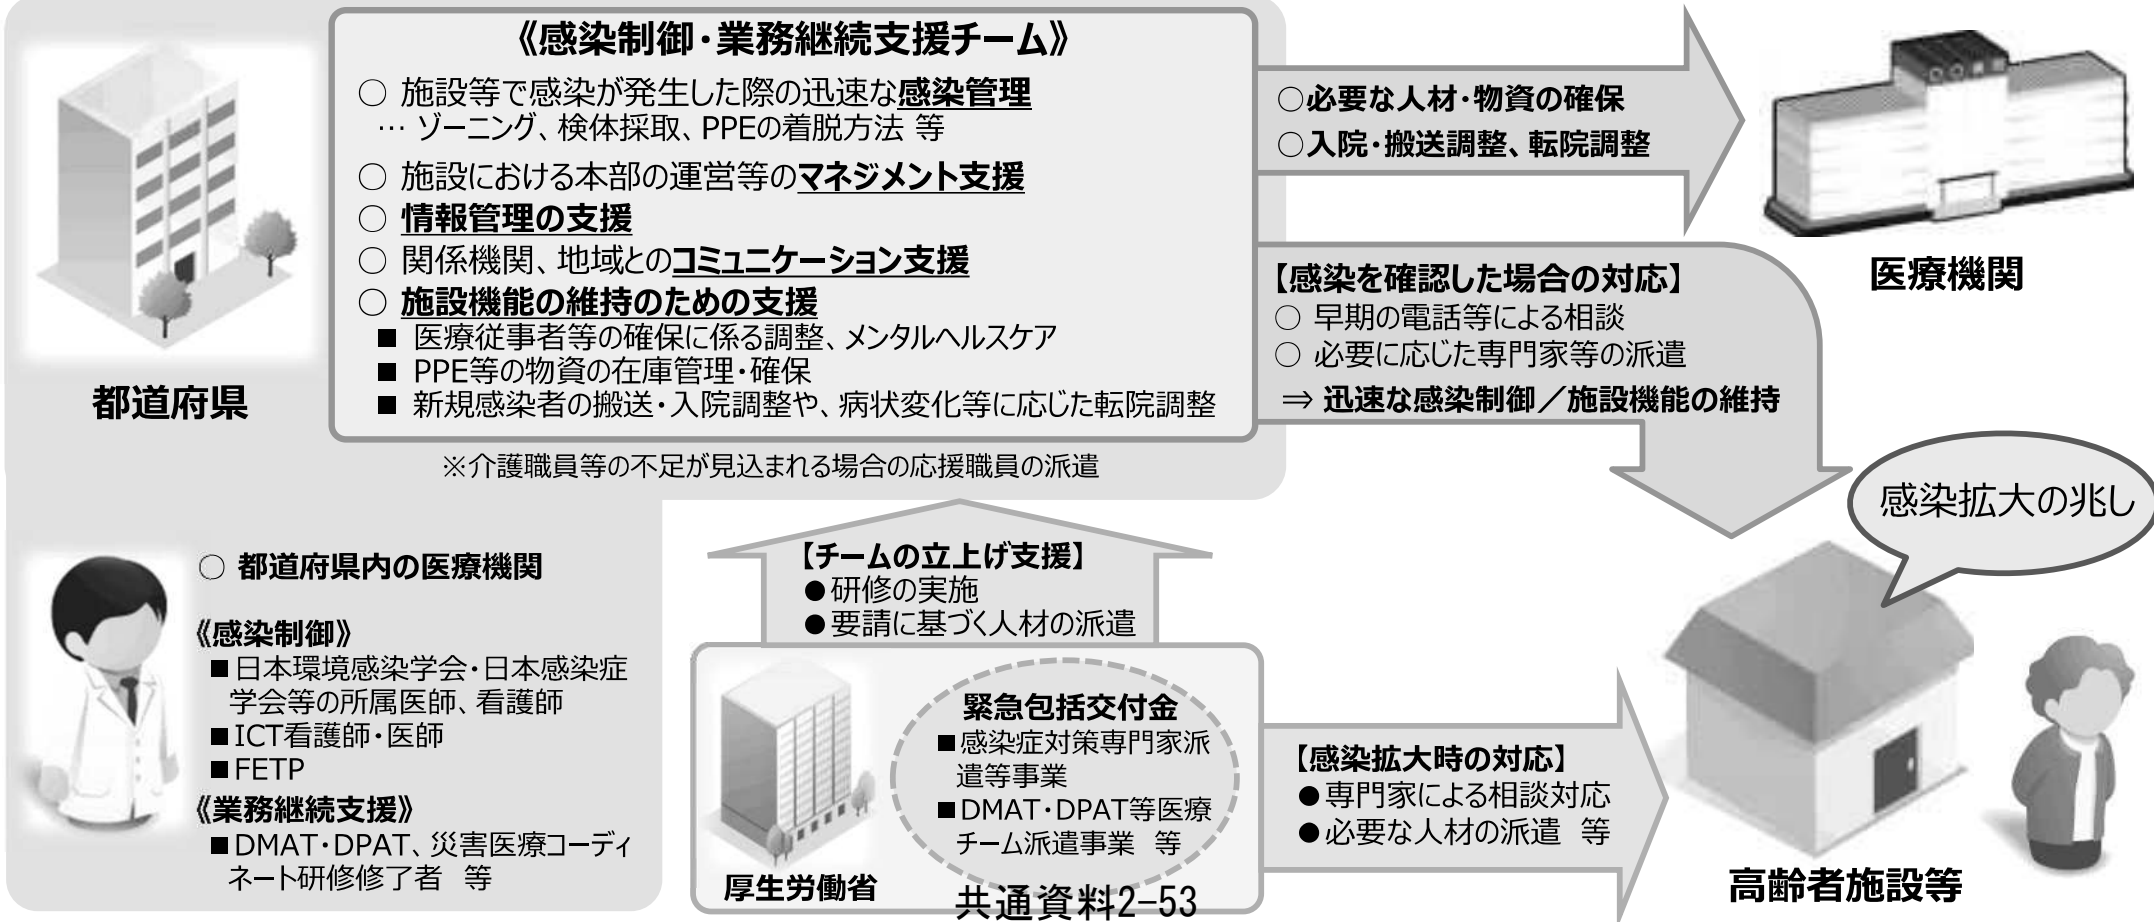 《感染制御・業務継続支援チーム》
○ 施設等で感染が発生した際の迅速な感染管理
… ゾーニング、検体採取、PPEの着脱方法 等
○ 施設における本部の運営等のマネジメント支援
○ 情報管理の支援
○ 関係機関、地域とのコミュニケーション支援
○ 施設機能の維持のための支援
■ 医療従事者等の確保に係る調整、メンタルヘルスケア
■ PPE等の物資の在庫管理・確保
■ 新規感染者の搬送・入院調整や、病状変化等に応じた転院調整
※介護職員等の不足が見込まれる場合の応援職員の派遣
都道府県
○必要な人材・物資の確保
○入院・搬送調整、転院調整
医療機関
【感染を確認した場合の対応】
○ 早期の電話等による相談
○ 必要に応じた専門家等の派遣
⇒ 迅速な感染制御／施設機能の維持
感染拡大の兆し
○ 都道府県内の医療機関
《感染制御》
■日本環境感染学会・日本感染症
学会等の所属医師、看護師
■ICT看護師・医師
■FETP
《業務継続支援》
■DMAT・DPAT、災害医療コーディ
ネート研修修了者 等
【チームの立上げ支援】
●研修の実施
●要請に基づく人材の派遣
緊急包括交付金
■感染症対策専門家派
遣等事業
■DMAT・DPAT等医療
チーム派遣事業 等
厚生労働省
【感染拡大時の対応】
●専門家による相談対応
●必要な人材の派遣 等
高齢者施設等
共通資料2-53